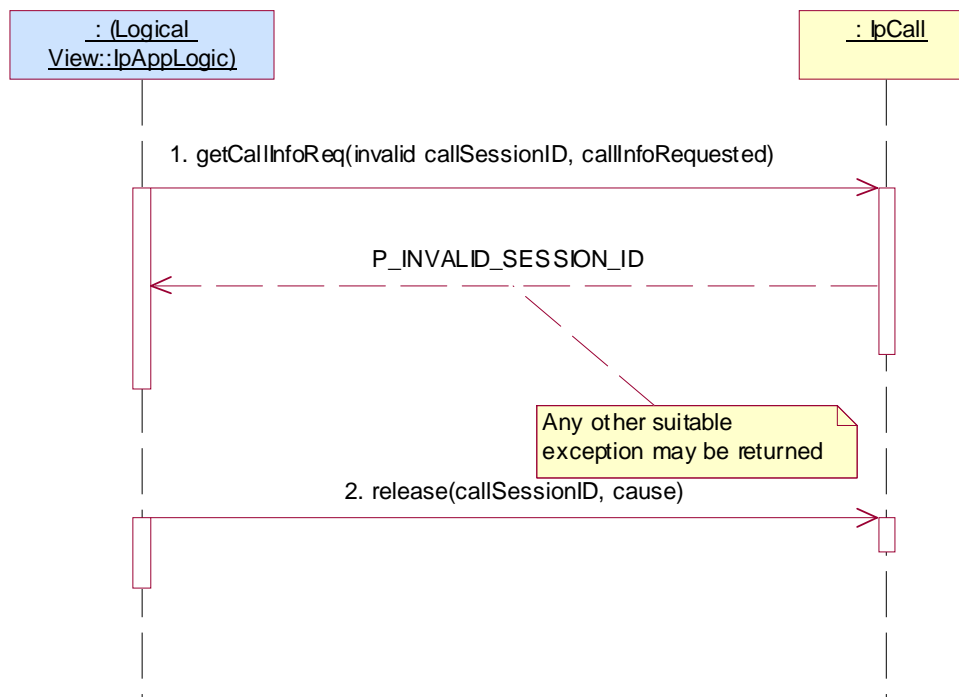 : (Logical
View::IpAppLogic)
: IpCall
1. getCallInfoReq(invalid callSessionID, callInfoRequested)
P_INVALID_SESSION_ID
Any other suitable
exception may be returned
2. release(callSessionID, cause)